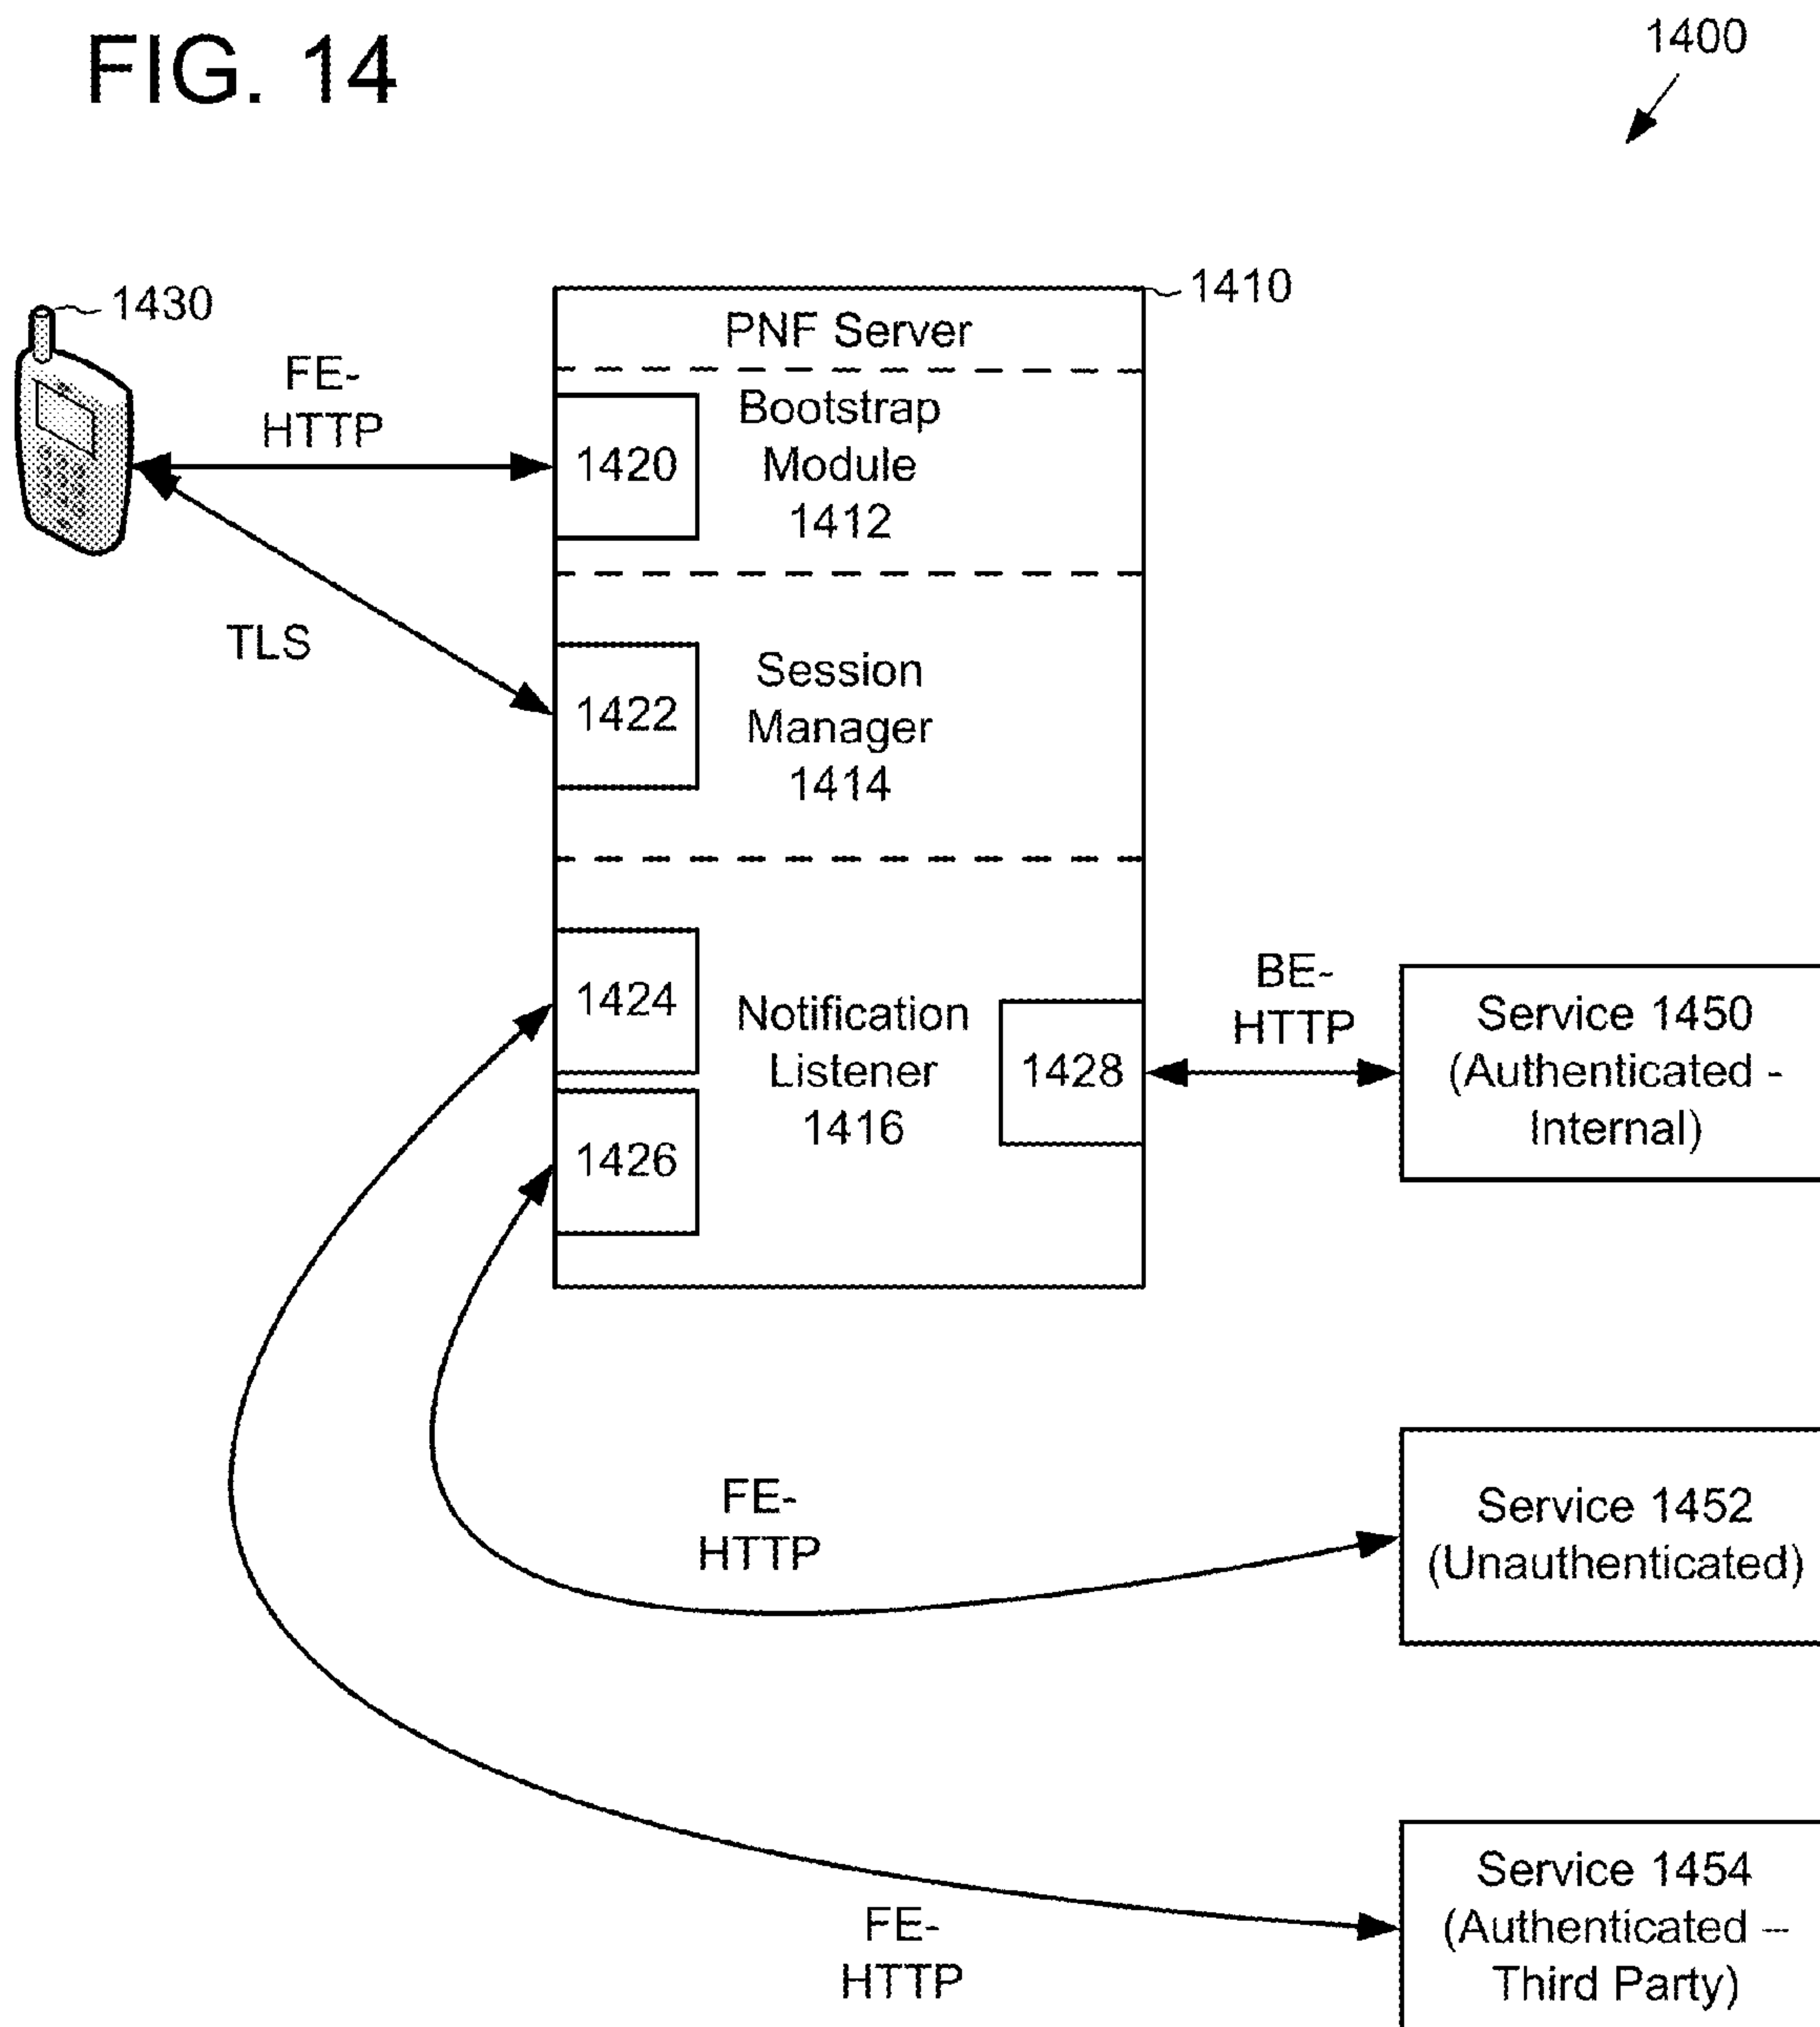 FIG. 14
1400
1430
1410
PNF Server
FE-
HTTP
1420
Bootstrap
Module
1412
TLS
1422
Session
Manager
1414
1424
1426
Notification
Listener
1416
1428
BE-
HTTP
Service 1450
(Authenticated -
Internal)
FE-
HTTP
Service 1452
(Unauthenticated)
FE-
HTTP
Service 1454
(Authenticated --
Third Party)